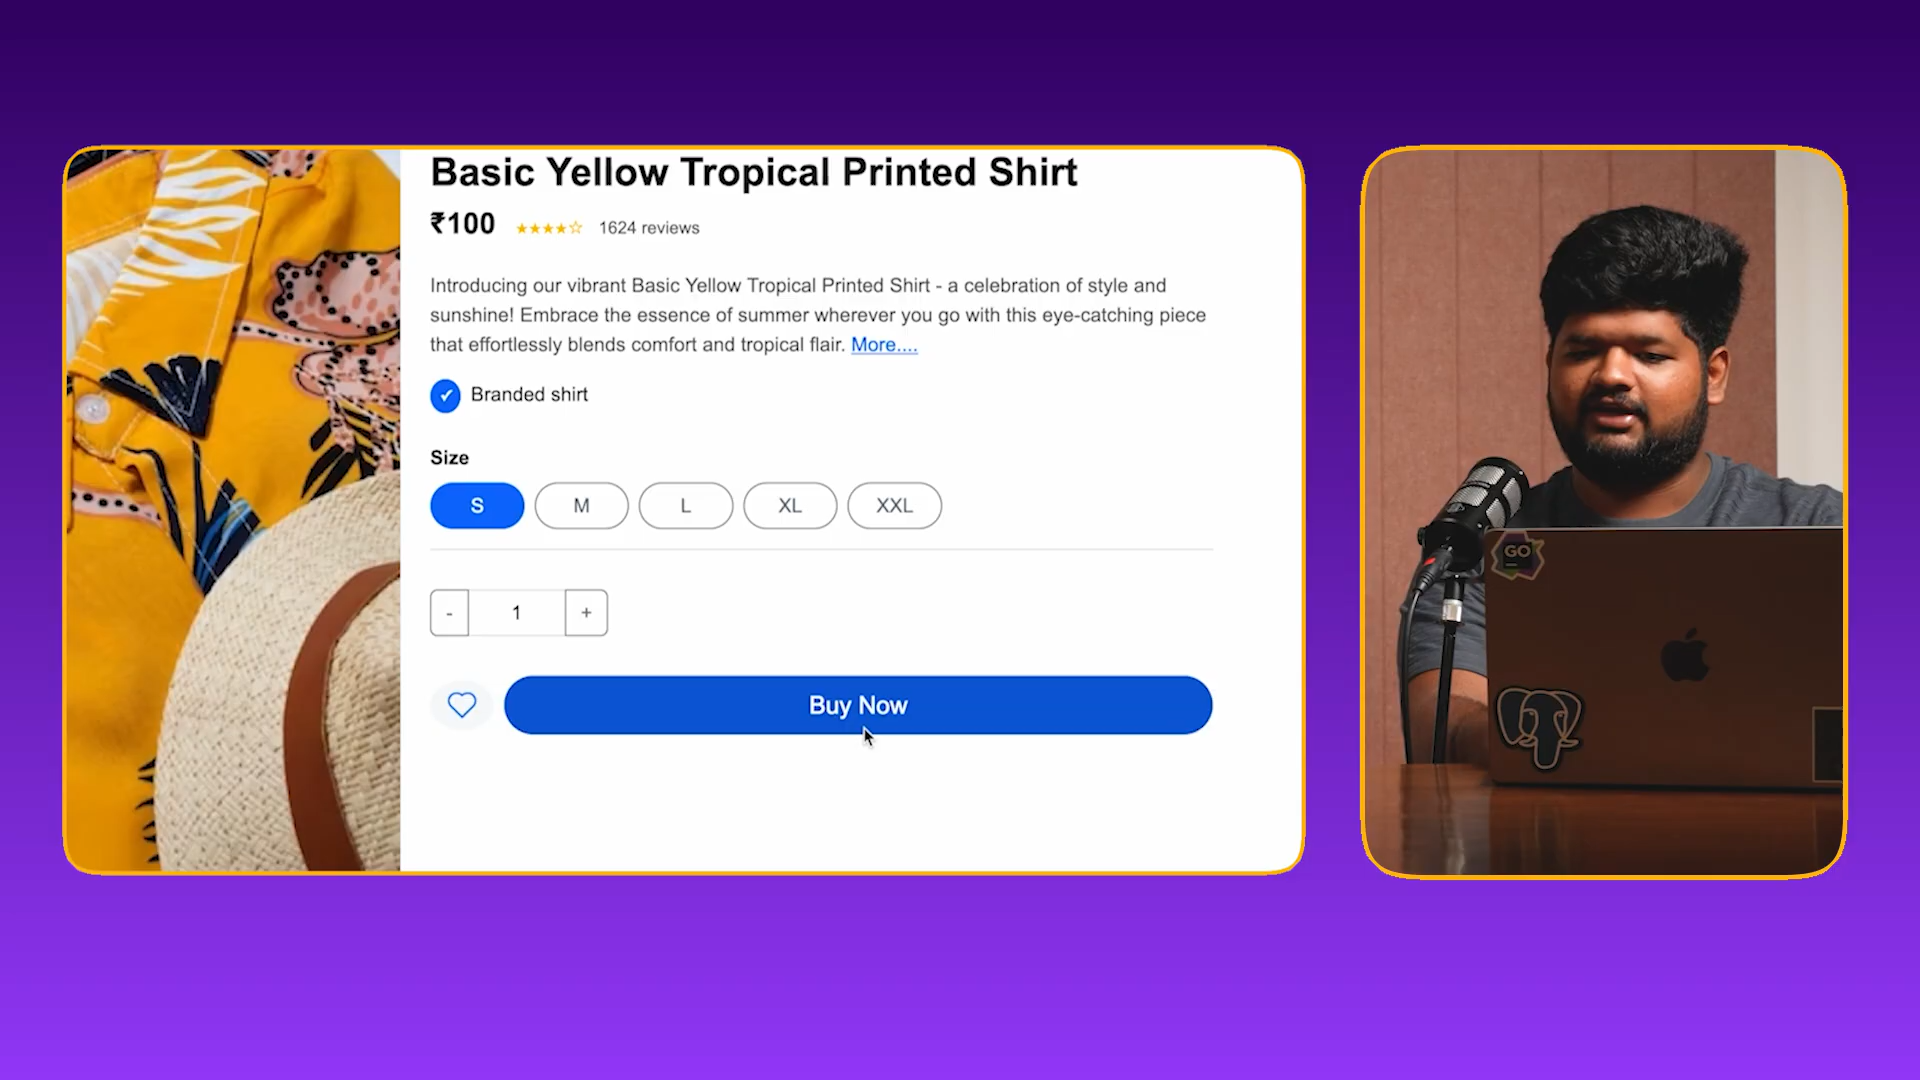 Basic Yellow Tropical Printed Shirt
₹100 ★★★★☆ 1624 reviews
Introducing our vibrant Basic Yellow Tropical Printed Shirt - a celebration of style and
sunshine! Embrace the essence of summer wherever you go with this eye-catching piece
that effortlessly blends comfort and tropical flair. More....
✓ Branded shirt
Size
S M L XL XXL
- 1 +
Buy Now
GO